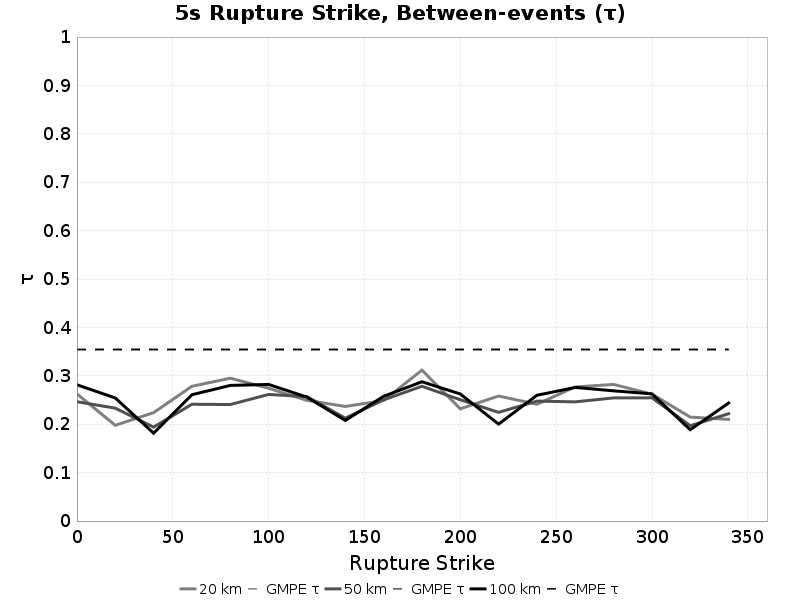 5s Rupture Strike, Between-events (τ)
1
0.9
0.8
0.7
0.6
0.5
0.4
0.3
0.2
0.1
0
τ
0 50 100 150 200 250 300 350
Rupture Strike
20 km GMPE τ 50 km GMPE τ 100 km GMPE τ